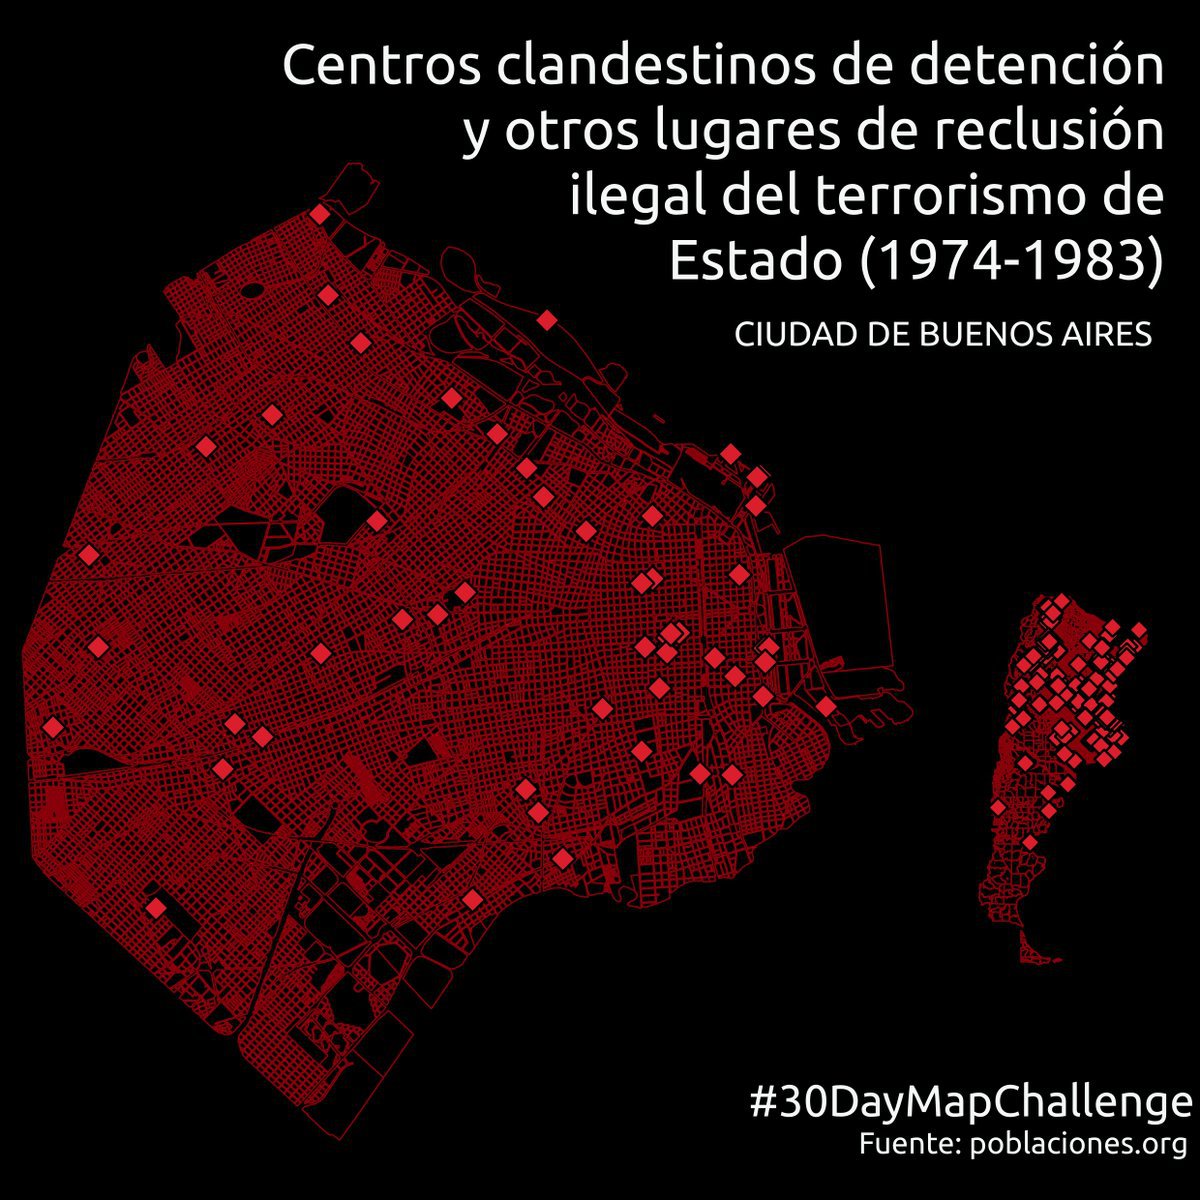 Centros clandestinos de detención
y otros lugares de reclusión
ilegal del terrorismo de
Estado (1974-1983)
CIUDAD DE BUENOS AIRES
#30DayMapChallenge
Fuente: poblaciones.org